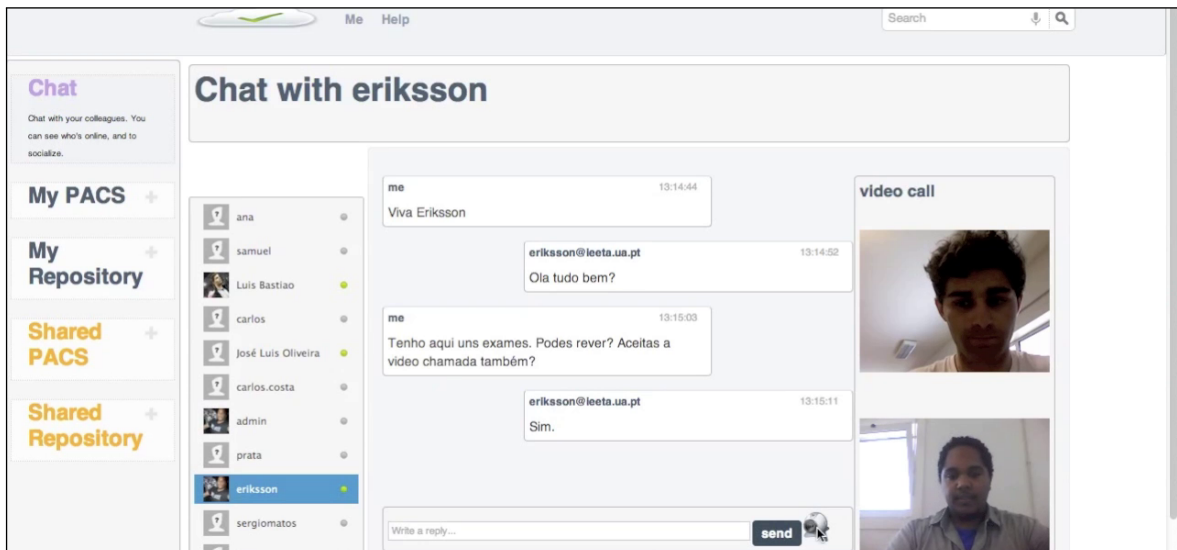 Me Help
Search
Chat
Chat with your colleagues. You
can see who's online, and to
socialize.
My PACS
My
Repository
Shared
PACS
Shared
Repository
Chat with eriksson
ana
samuel
Luis Bastiao
carlos
José Luis Oliveira
carlos.costa
admin
prata
eriksson
sergiomatos
me 13:14:44
Viva Eriksson
eriksson@ieeta.ua.pt 13:14:52
Ola tudo bem?
me 13:15:03
Tenho aqui uns exames. Podes rever? Aceitas a
video chamada também?
eriksson@ieeta.ua.pt 13:15:11
Sim.
Write a reply...
send
video call